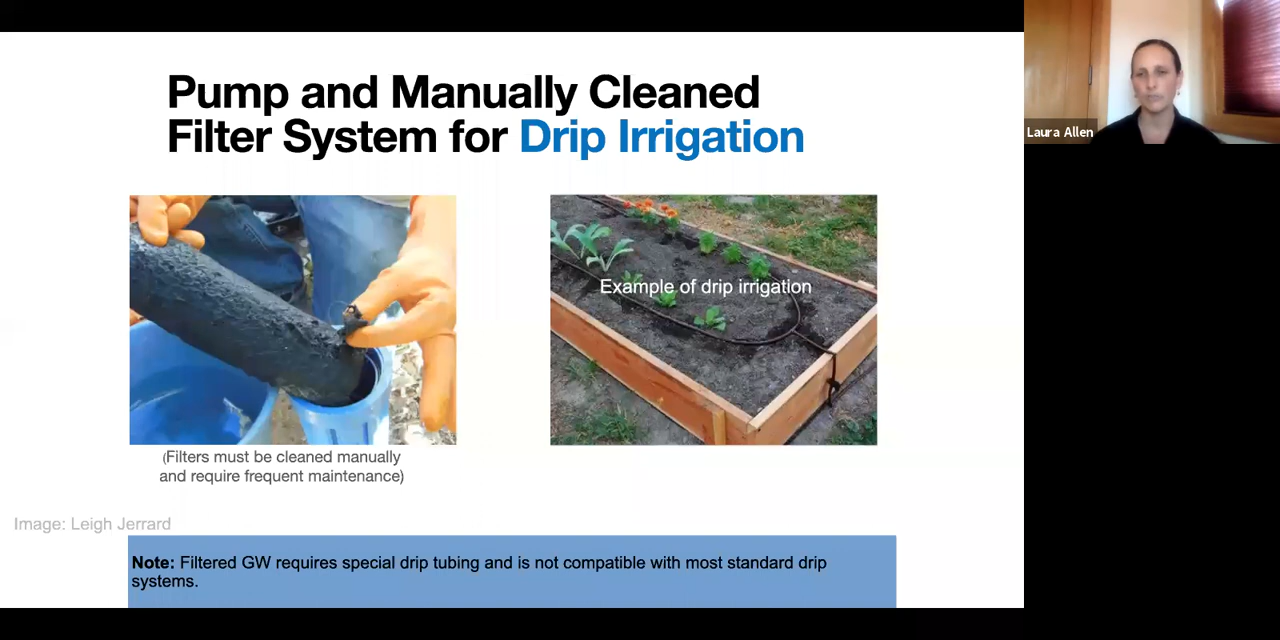 Pump and Manually Cleaned
Filter System for Drip Irrigation
Laura Allen
Example of drip irrigation
(Filters must be cleaned manually
and require frequent maintenance)
Image: Leigh Jerrard
Note: Filtered GW requires special drip tubing and is not compatible with most standard drip
systems.